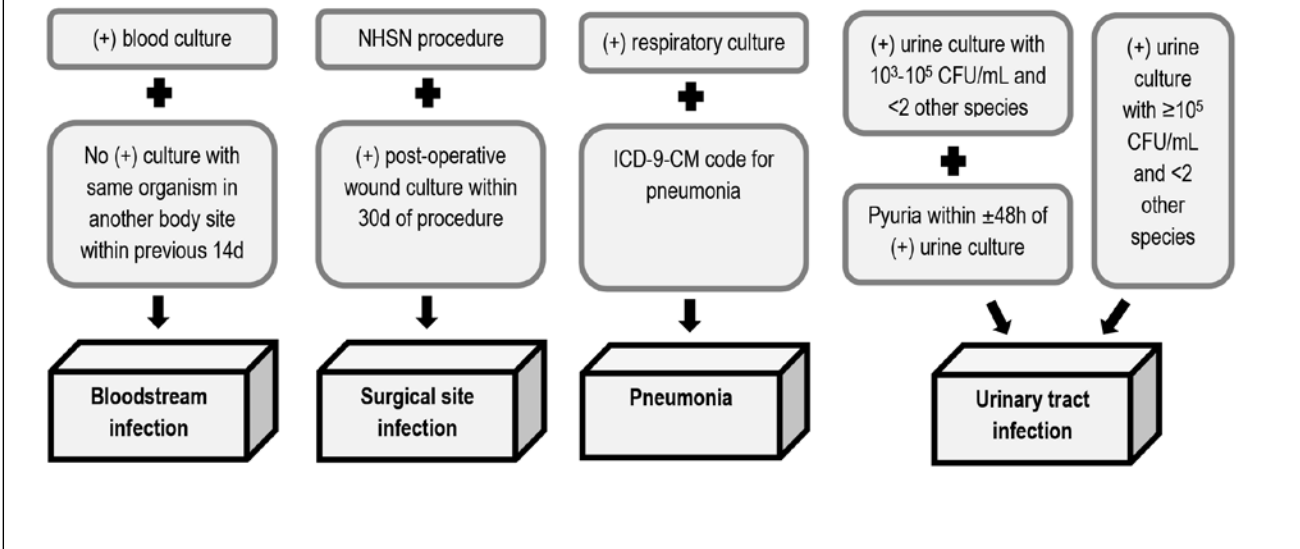 (+) blood culture
No (+) culture with
same organism in
another body site
within previous 14d
Bloodstream
infection
NHSN procedure
(+) post-operative
wound culture within
30d of procedure
Surgical site
infection
(+) respiratory culture
ICD-9-CM code for
pneumonia
Pneumonia
(+) urine culture with
10³-10⁵ CFU/mL and
<2 other species
Pyuria within ±48h of
(+) urine culture
(+) urine
culture
with ≥10⁵
CFU/mL
and <2
other
species
Urinary tract
infection